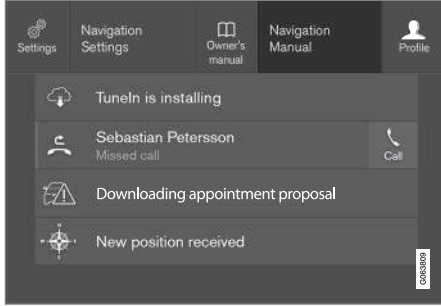 Settings
Navigation
Settings
Owner's
manual
Navigation
Manual
Profile
TuneIn is installing
Sebastian Petersson
Missed call
Call
Downloading appointment proposal
New position received
G063809